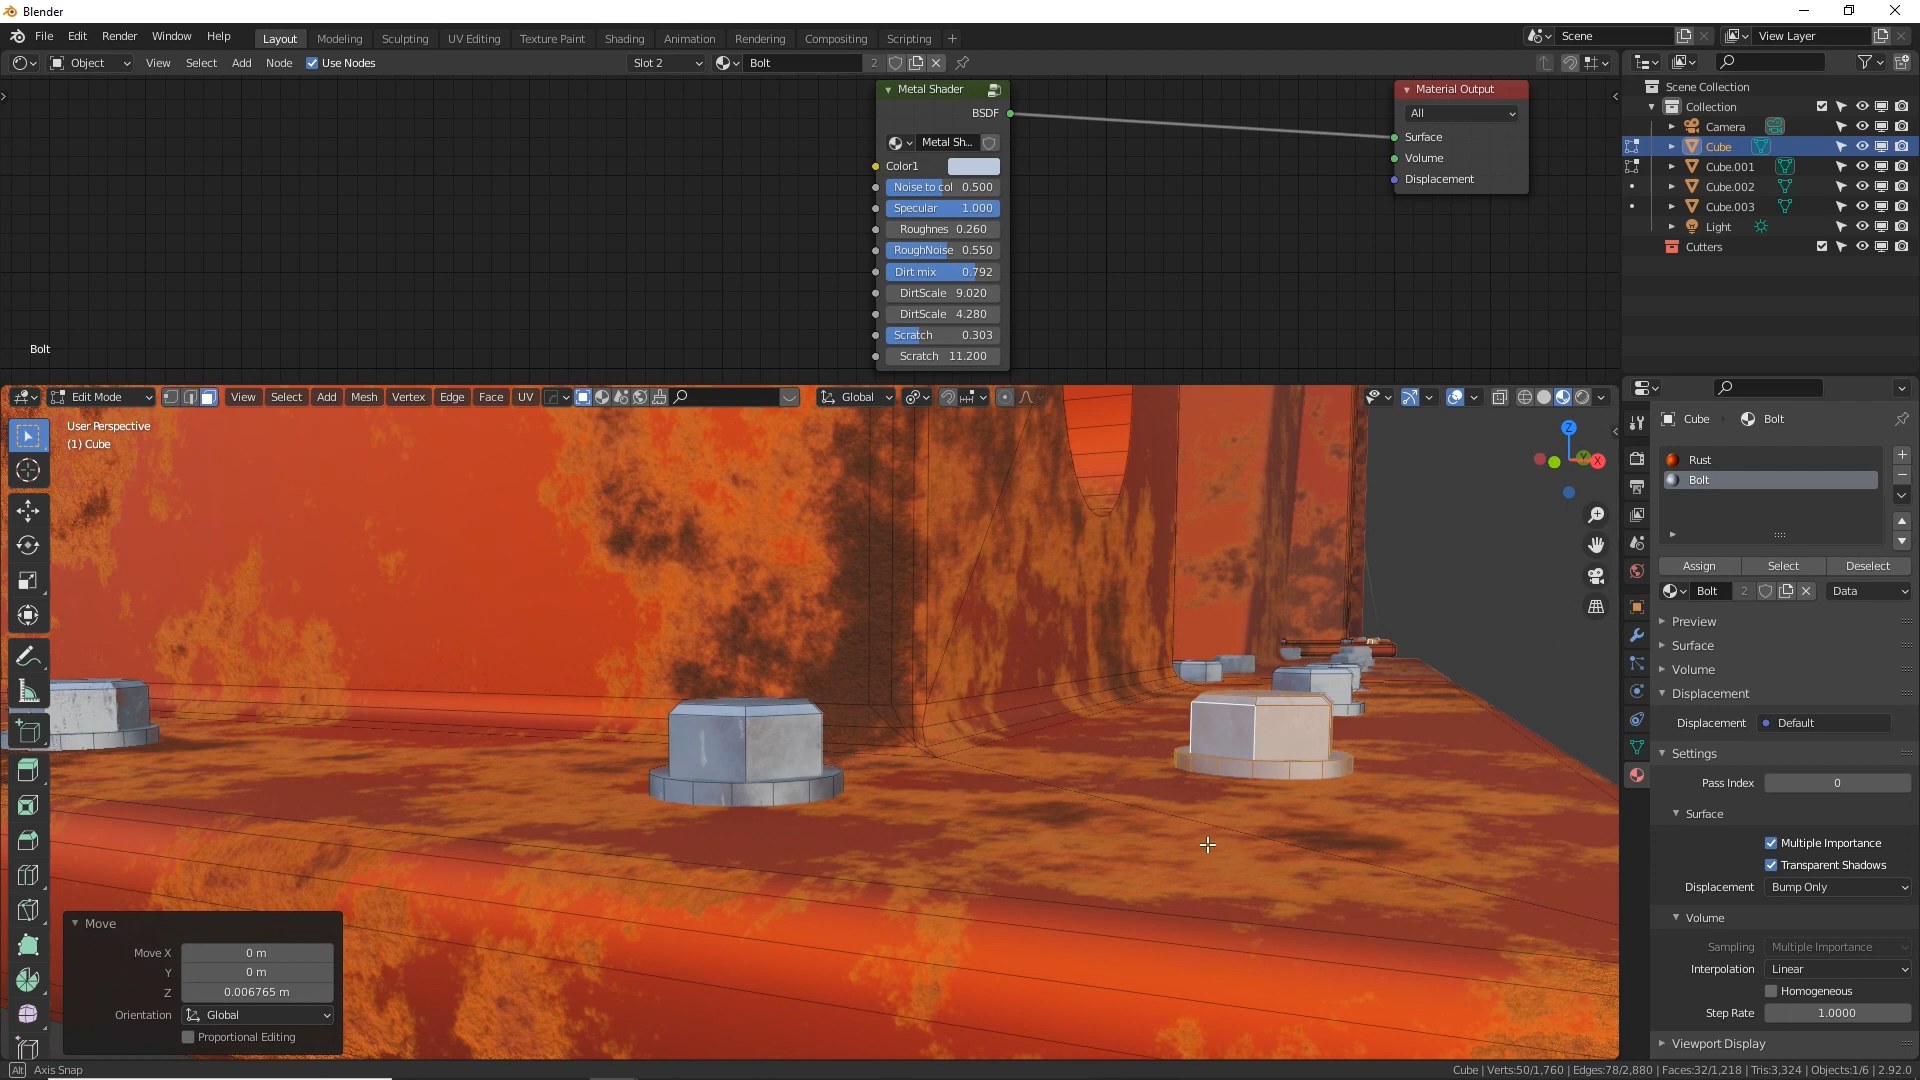 Blender
File Edit Render Window Help
Layout Modeling Sculpting UV Editing Texture Paint Shading Animation Rendering Compositing Scripting +
Scene
View Layer
Object View Select Add Node Use Nodes
Slot 2
Bolt 2
Metal Shader
BSDF
Metal Sh...
Color1
Noise to col 0.500
Specular 1.000
Roughnes 0.260
RoughNoise 0.550
Dirt mix 0.792
DirtScale 9.020
DirtScale 4.280
Scratch 0.303
Scratch 11.200
Material Output
All
Surface
Volume
Displacement
Bolt
Scene Collection
Collection
Camera
Cube
Cube.001
Cube.002
Cube.003
Light
Cutters
Edit Mode View Select Add Mesh Vertex Edge Face UV
Global
User Perspective
(1) Cube
Z
Y
X
Move
Move X 0 m
Y 0 m
Z 0.006765 m
Orientation Global
Proportional Editing
Cube Bolt
Rust
Bolt
Assign Select Deselect
Bolt 2 Data
Preview
Surface
Volume
Displacement
Displacement Default
Settings
Pass Index 0
Surface
Multiple Importance
Transparent Shadows
Displacement Bump Only
Volume
Sampling Multiple Importance
Interpolation Linear
Homogeneous
Step Rate 1.0000
Viewport Display
Alt Axis Snap
Cube | Verts:50/1,760 | Edges:78/2,880 | Faces:32/1,218 | Tris:3,324 | Objects:1/6 | 2.92.0